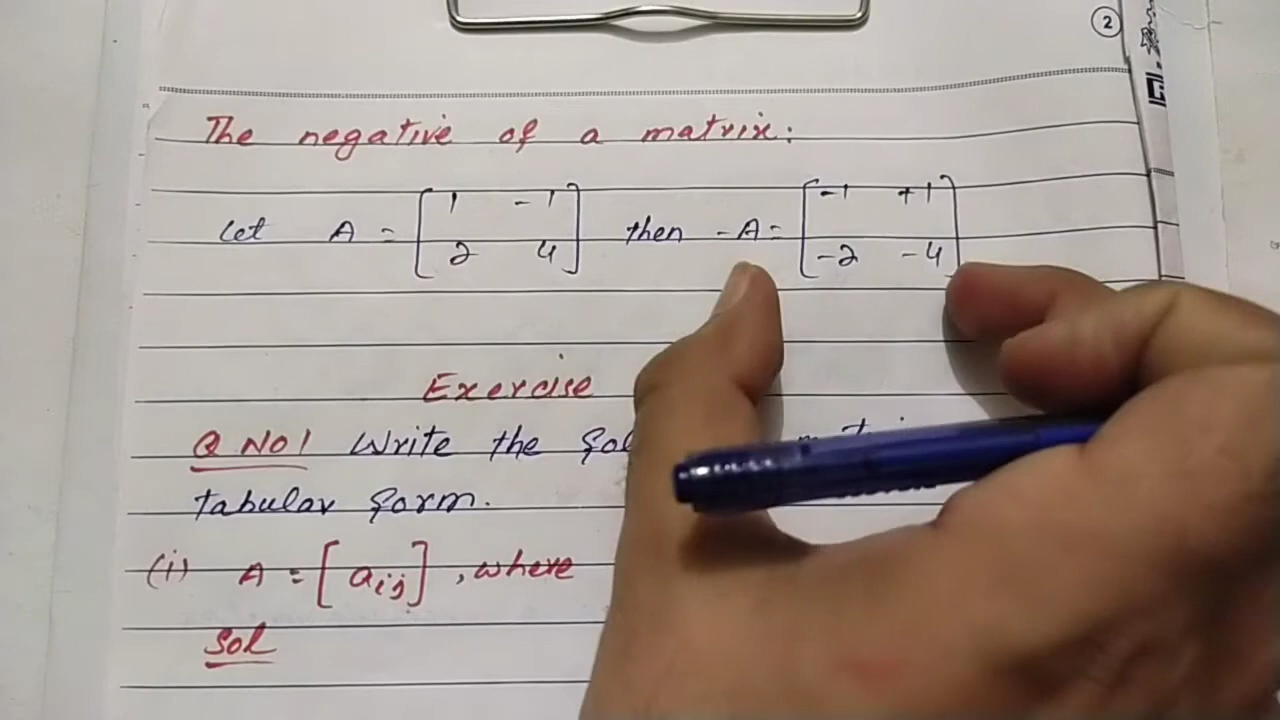 2
The negative of a matrix:
Let A = [1 -1 2 4] then -A = [-1 +1 -2 -4]
Exercise
Q NO1 Write the
tabular form.
(i) A = [aij], where
Sol